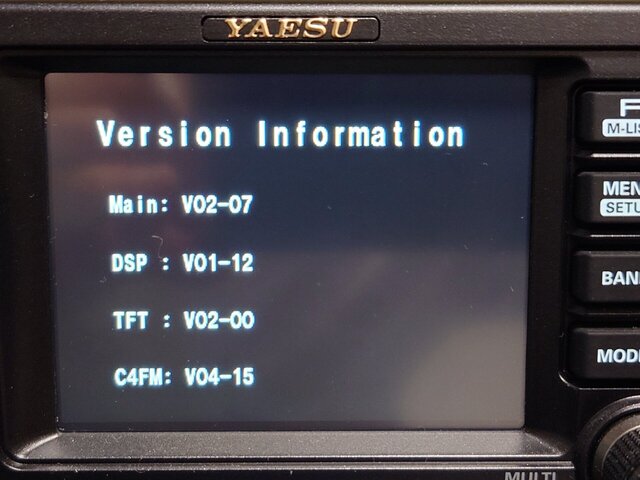 YAESU
Version Information
Main: V02-07
DSP : V01-12
TFT : V02-00
C4FM: V04-15